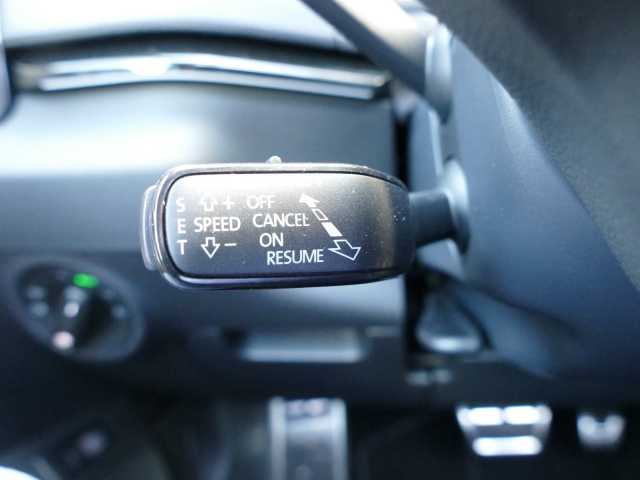 S + OFF
E SPEED CANCEL
T - ON
RESUME